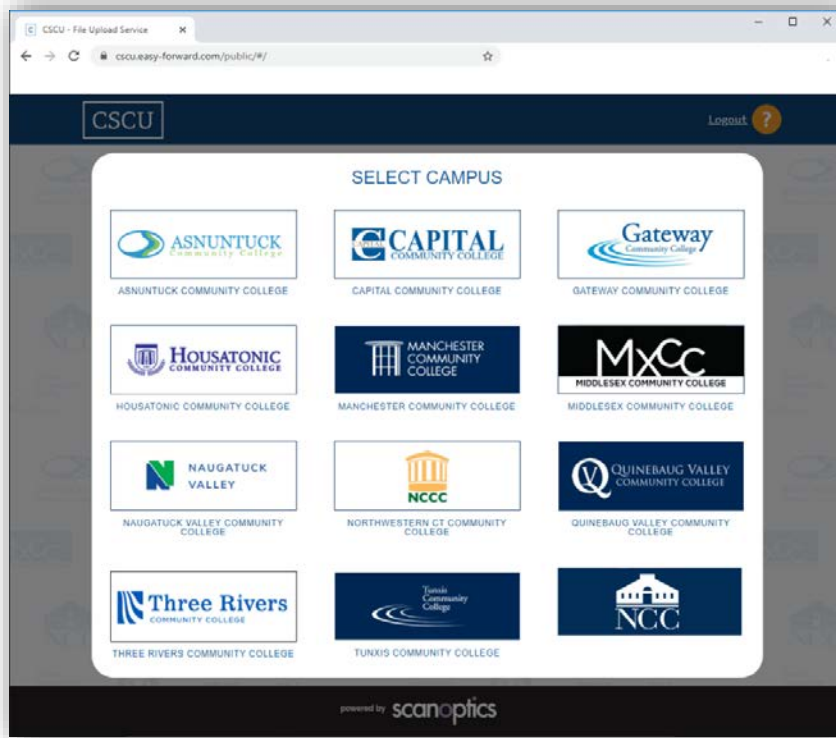 CSCU - File Upload Service
cscu.easy-forward.com/public/#/
CSCU
Logout ?
SELECT CAMPUS
ASNUNTUCK
Community College
ASNUNTUCK COMMUNITY COLLEGE
CAPITAL
CAPITAL
COMMUNITY COLLEGE
CAPITAL COMMUNITY COLLEGE
Gateway
Community College
GATEWAY COMMUNITY COLLEGE
HOUSATONIC
COMMUNITY COLLEGE
HOUSATONIC COMMUNITY COLLEGE
MANCHESTER
COMMUNITY
COLLEGE
MANCHESTER COMMUNITY COLLEGE
MxCC
MIDDLESEX COMMUNITY COLLEGE
MIDDLESEX COMMUNITY COLLEGE
NAUGATUCK
VALLEY
NAUGATUCK VALLEY COMMUNITY
COLLEGE
NCCC
NORTHWESTERN CT COMMUNITY
COLLEGE
QUINEBAUG VALLEY
COMMUNITY COLLEGE
QUINEBAUG VALLEY COMMUNITY
COLLEGE
Three Rivers
COMMUNITY COLLEGE
THREE RIVERS COMMUNITY COLLEGE
Tunxis
Community
College
TUNXIS COMMUNITY COLLEGE
NCC
powered by scanoptics